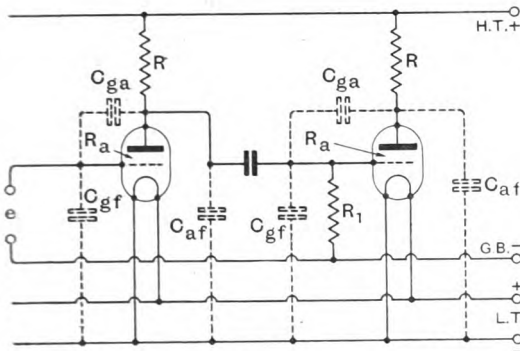 H.T.+
R
R
Cga
Cga
Ra
Ra
e
Cgf
Caf
Cgf
R1
Caf
G.B.-
+
L.T
-